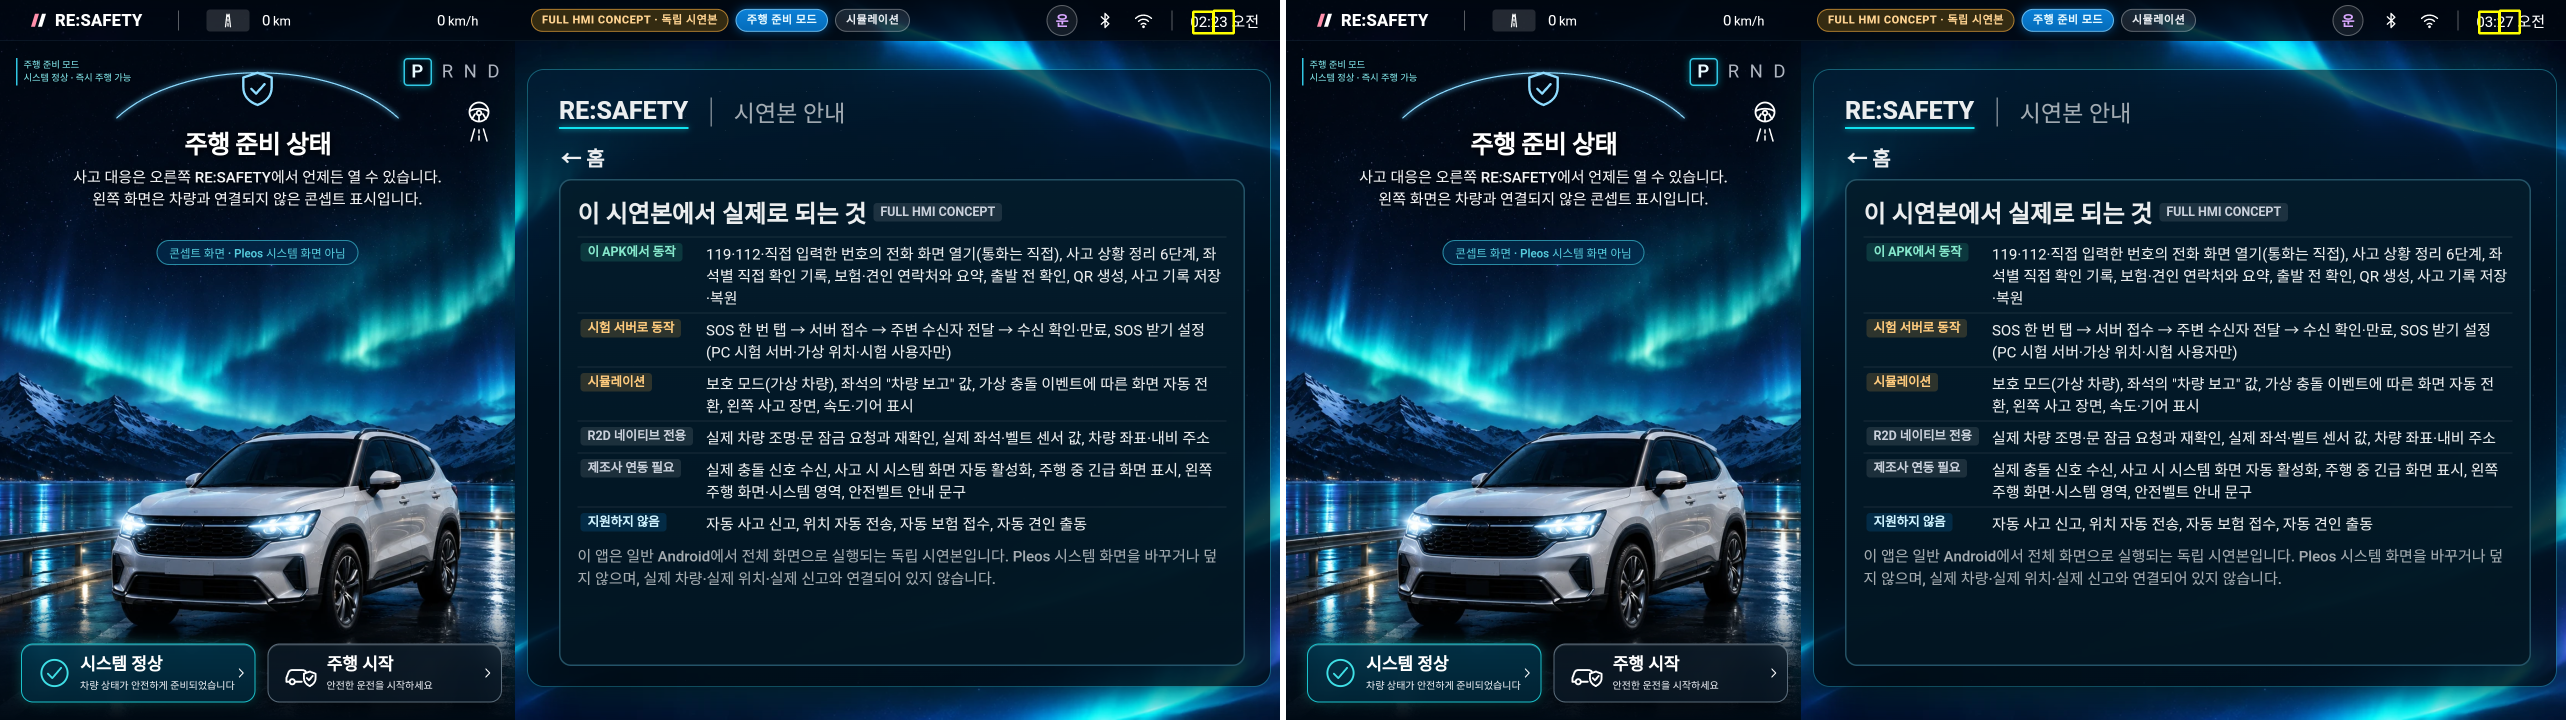 RE:SAFETY
0 km
0 km/h
FULL HMI CONCEPT · 독립 시연본
주행 준비 모드
시뮬레이션
운
02:23 오전
주행 준비 모드
시스템 정상 · 즉시 주행 가능
P R N D
주행 준비 상태
사고 대응은 오른쪽 RE:SAFETY에서 언제든 열 수 있습니다.
왼쪽 화면은 차량과 연결되지 않은 콘셉트 표시입니다.
콘셉트 화면 · Pleos 시스템 화면 아님
시스템 정상
차량 상태가 안전하게 준비되었습니다
주행 시작
안전한 운전을 시작하세요
RE:SAFETY
시연본 안내
← 홈
이 시연본에서 실제로 되는 것 FULL HMI CONCEPT
이 APK에서 동작
119·112·직접 입력한 번호의 전화 화면 열기(통화는 직접), 사고 상황 정리 6단계, 좌
석별 직접 확인 기록, 보험·견인 연락처와 요약, 출발 전 확인, QR 생성, 사고 기록 저장
·복원
시험 서버로 동작
SOS 한 번 탭 → 서버 접수 → 주변 수신자 전달 → 수신 확인·만료, SOS 받기 설정
(PC 시험 서버·가상 위치·시험 사용자만)
시뮬레이션
보호 모드(가상 차량), 좌석의 "차량 보고" 값, 가상 충돌 이벤트에 따른 화면 자동 전
환, 왼쪽 사고 장면, 속도·기어 표시
R2D 네이티브 전용
실제 차량 조명·문 잠금 요청과 재확인, 실제 좌석·벨트 센서 값, 차량 좌표·내비 주소
제조사 연동 필요
실제 충돌 신호 수신, 사고 시 시스템 화면 자동 활성화, 주행 중 긴급 화면 표시, 왼쪽
주행 화면·시스템 영역, 안전벨트 안내 문구
지원하지 않음
자동 사고 신고, 위치 자동 전송, 자동 보험 접수, 자동 견인 출동
이 앱은 일반 Android에서 전체 화면으로 실행되는 독립 시연본입니다. Pleos 시스템 화면을 바꾸거나 덮
지 않으며, 실제 차량·실제 위치·실제 신고와 연결되어 있지 않습니다.
RE:SAFETY
0 km
0 km/h
FULL HMI CONCEPT · 독립 시연본
주행 준비 모드
시뮬레이션
운
03:27 오전
주행 준비 모드
시스템 정상 · 즉시 주행 가능
P R N D
주행 준비 상태
사고 대응은 오른쪽 RE:SAFETY에서 언제든 열 수 있습니다.
왼쪽 화면은 차량과 연결되지 않은 콘셉트 표시입니다.
콘셉트 화면 · Pleos 시스템 화면 아님
시스템 정상
차량 상태가 안전하게 준비되었습니다
주행 시작
안전한 운전을 시작하세요
RE:SAFETY
시연본 안내
← 홈
이 시연본에서 실제로 되는 것 FULL HMI CONCEPT
이 APK에서 동작
119·112·직접 입력한 번호의 전화 화면 열기(통화는 직접), 사고 상황 정리 6단계, 좌
석별 직접 확인 기록, 보험·견인 연락처와 요약, 출발 전 확인, QR 생성, 사고 기록 저장
·복원
시험 서버로 동작
SOS 한 번 탭 → 서버 접수 → 주변 수신자 전달 → 수신 확인·만료, SOS 받기 설정
(PC 시험 서버·가상 위치·시험 사용자만)
시뮬레이션
보호 모드(가상 차량), 좌석의 "차량 보고" 값, 가상 충돌 이벤트에 따른 화면 자동 전
환, 왼쪽 사고 장면, 속도·기어 표시
R2D 네이티브 전용
실제 차량 조명·문 잠금 요청과 재확인, 실제 좌석·벨트 센서 값, 차량 좌표·내비 주소
제조사 연동 필요
실제 충돌 신호 수신, 사고 시 시스템 화면 자동 활성화, 주행 중 긴급 화면 표시, 왼쪽
주행 화면·시스템 영역, 안전벨트 안내 문구
지원하지 않음
자동 사고 신고, 위치 자동 전송, 자동 보험 접수, 자동 견인 출동
이 앱은 일반 Android에서 전체 화면으로 실행되는 독립 시연본입니다. Pleos 시스템 화면을 바꾸거나 덮
지 않으며, 실제 차량·실제 위치·실제 신고와 연결되어 있지 않습니다.